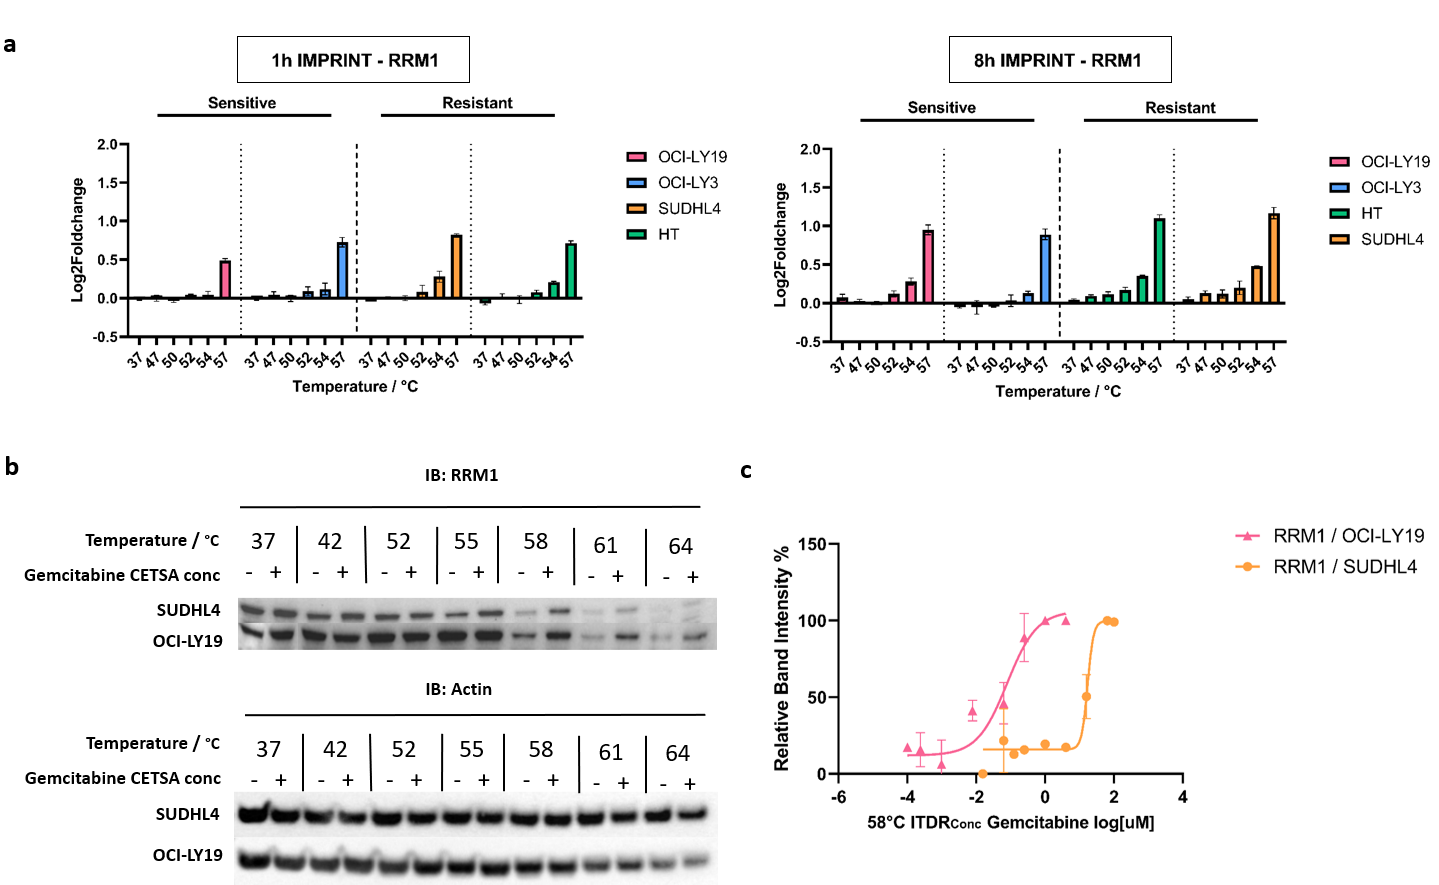 a
1h IMPRINT - RRM1
Sensitive
Resistant
2.0
1.5
1.0
0.5
0.0
-0.5
Log2Foldchange
37 47 50 52 54 57 37 47 50 52 54 57 37 47 50 52 54 57 37 47 50 52 54 57
Temperature / °C
OCI-LY19
OCI-LY3
SUDHL4
HT
8h IMPRINT - RRM1
Sensitive
Resistant
2.0
1.5
1.0
0.5
0.0
-0.5
Log2Foldchange
37 47 50 52 54 57 37 47 50 52 54 57 37 47 50 52 54 57 37 47 50 52 54 57
Temperature / °C
OCI-LY19
OCI-LY3
HT
SUDHL4
b
IB: RRM1
Temperature / °C 37 42 52 55 58 61 64
Gemcitabine CETSA conc - + - + - + - + - + - + - +
SUDHL4
OCI-LY19
IB: Actin
Temperature / °C 37 42 52 55 58 61 64
Gemcitabine CETSA conc - + - + - + - + - + - + - +
SUDHL4
OCI-LY19
c
150
100
50
0
Relative Band Intensity %
-6 -4 -2 0 2 4
58°C ITDRConc Gemcitabine log[uM]
RRM1 / OCI-LY19
RRM1 / SUDHL4